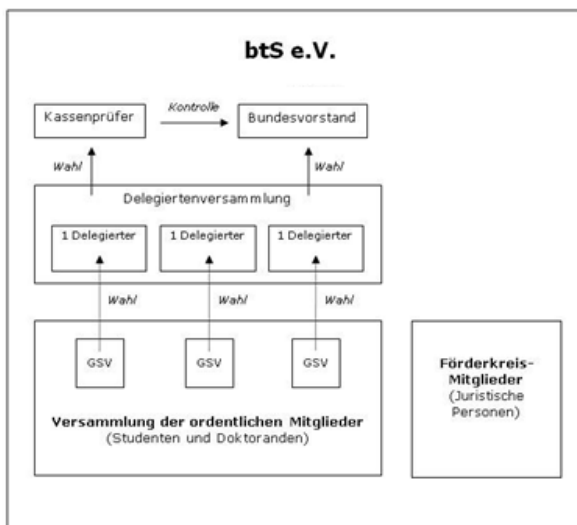 btS e.V.
Kontrolle
Kassenprüfer
Bundesvorstand
Wahl
Wahl
Delegiertenversammlung
1 Delegierter
1 Delegierter
1 Delegierter
Wahl
Wahl
Wahl
GSV
GSV
GSV
Versammlung der ordentlichen Mitglieder
(Studenten und Doktoranden)
Förderkreis-
Mitglieder
(Juristische
Personen)